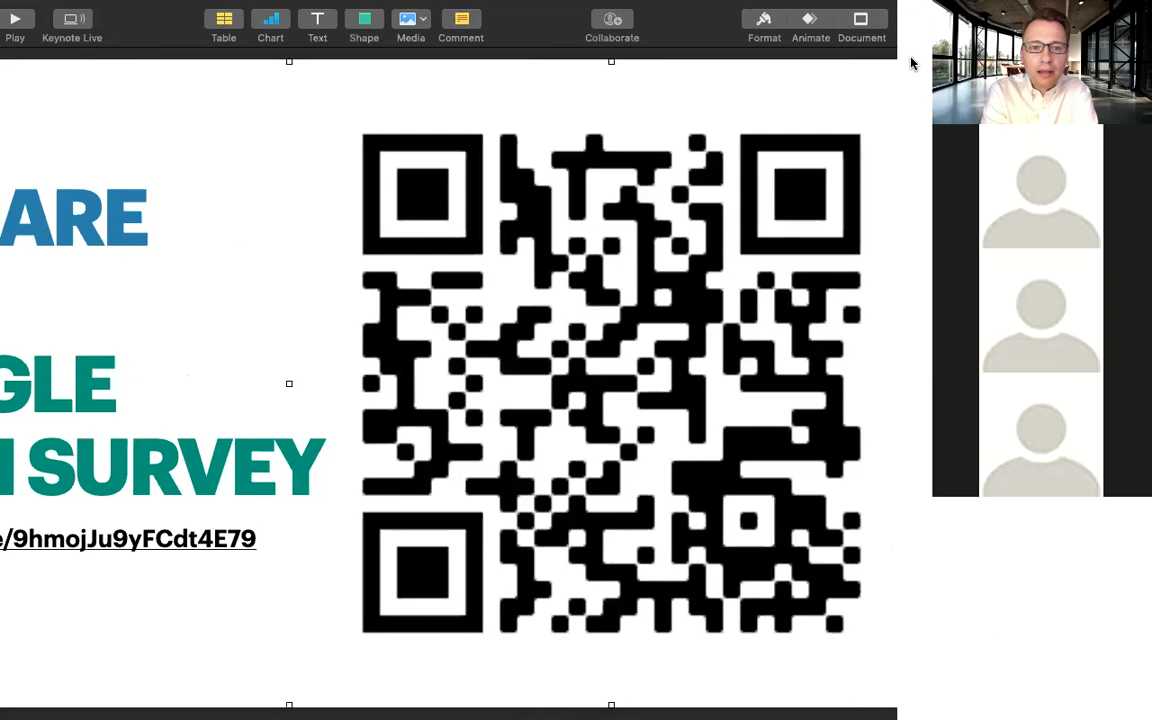 Play
Keynote Live
Table
Chart
Text
Shape
Media
Comment
Collaborate
Format
Animate
Document
ARE
GLE
SURVEY
e/9hmojJu9yFCdt4E79